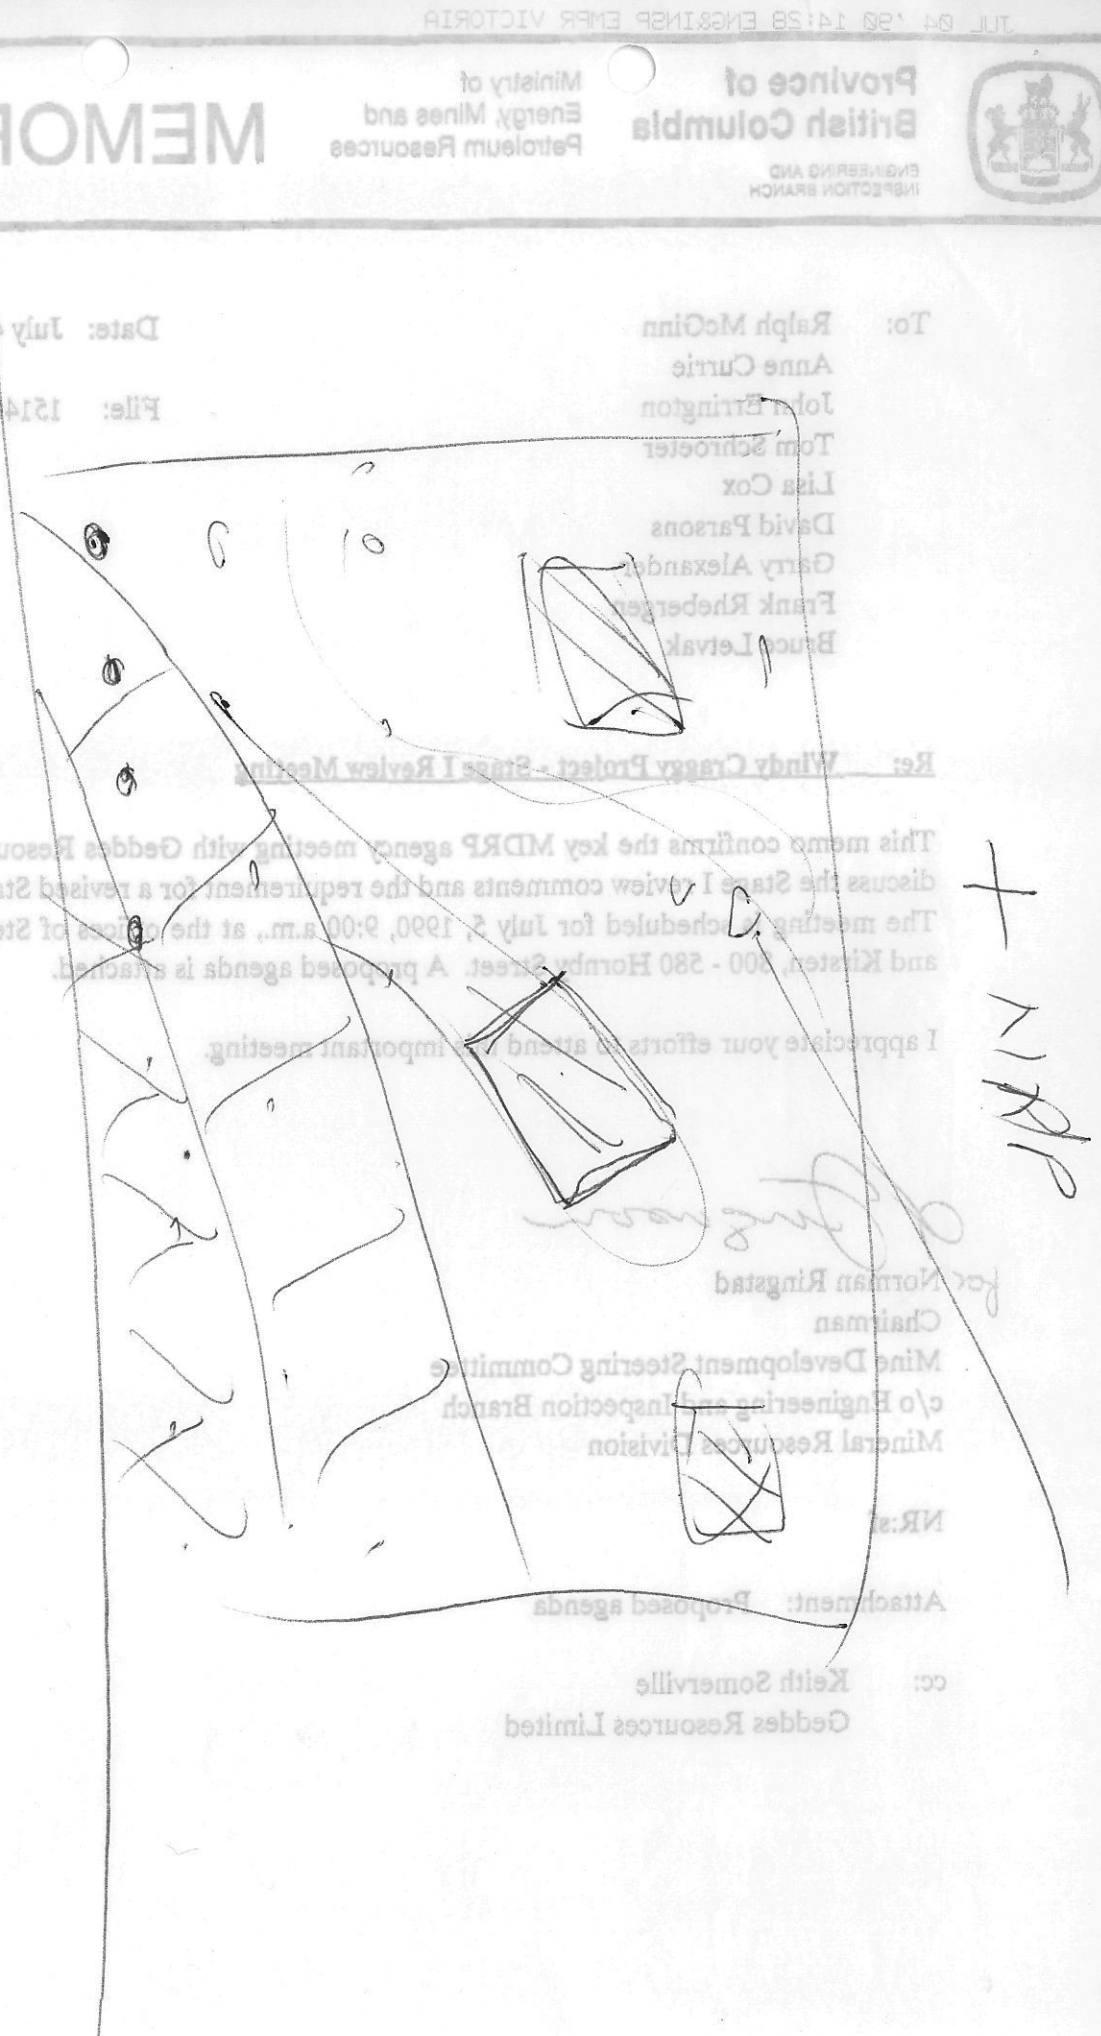 JUL 04 '90 14:28 ENG&INSP EMPR VICTORIA
Province of
British Columbia
ENGINEERING AND
INSPECTION BRANCH
Ministry of
Energy, Mines and
Petroleum Resources
MEMOR
To: Ralph McGinn
Anne Currie
John Errington
Tom Schroeter
Lisa Cox
David Parsons
Garry Alexander
Frank Rhebergen
Bruce Letvak
Date: July
File: 1514
Re: Windy Craggy Project - Stage I Review Meeting
This memo confirms the key MDRP agency meeting with Geddes Resou
discuss the Stage I review comments and the requirement for a revised Sta
The meeting is scheduled for July 5, 1990, 9:00 a.m., at the offices of Ste
and Kirsten, 800 - 580 Hornby Street. A proposed agenda is attached.
I appreciate your efforts to attend this important meeting.
for Norman Ringstad
Chairman
Mine Development Steering Committee
c/o Engineering and Inspection Branch
Mineral Resources Division
NR:sf
Attachment: Proposed agenda
cc: Keith Somerville
Geddes Resources Limited